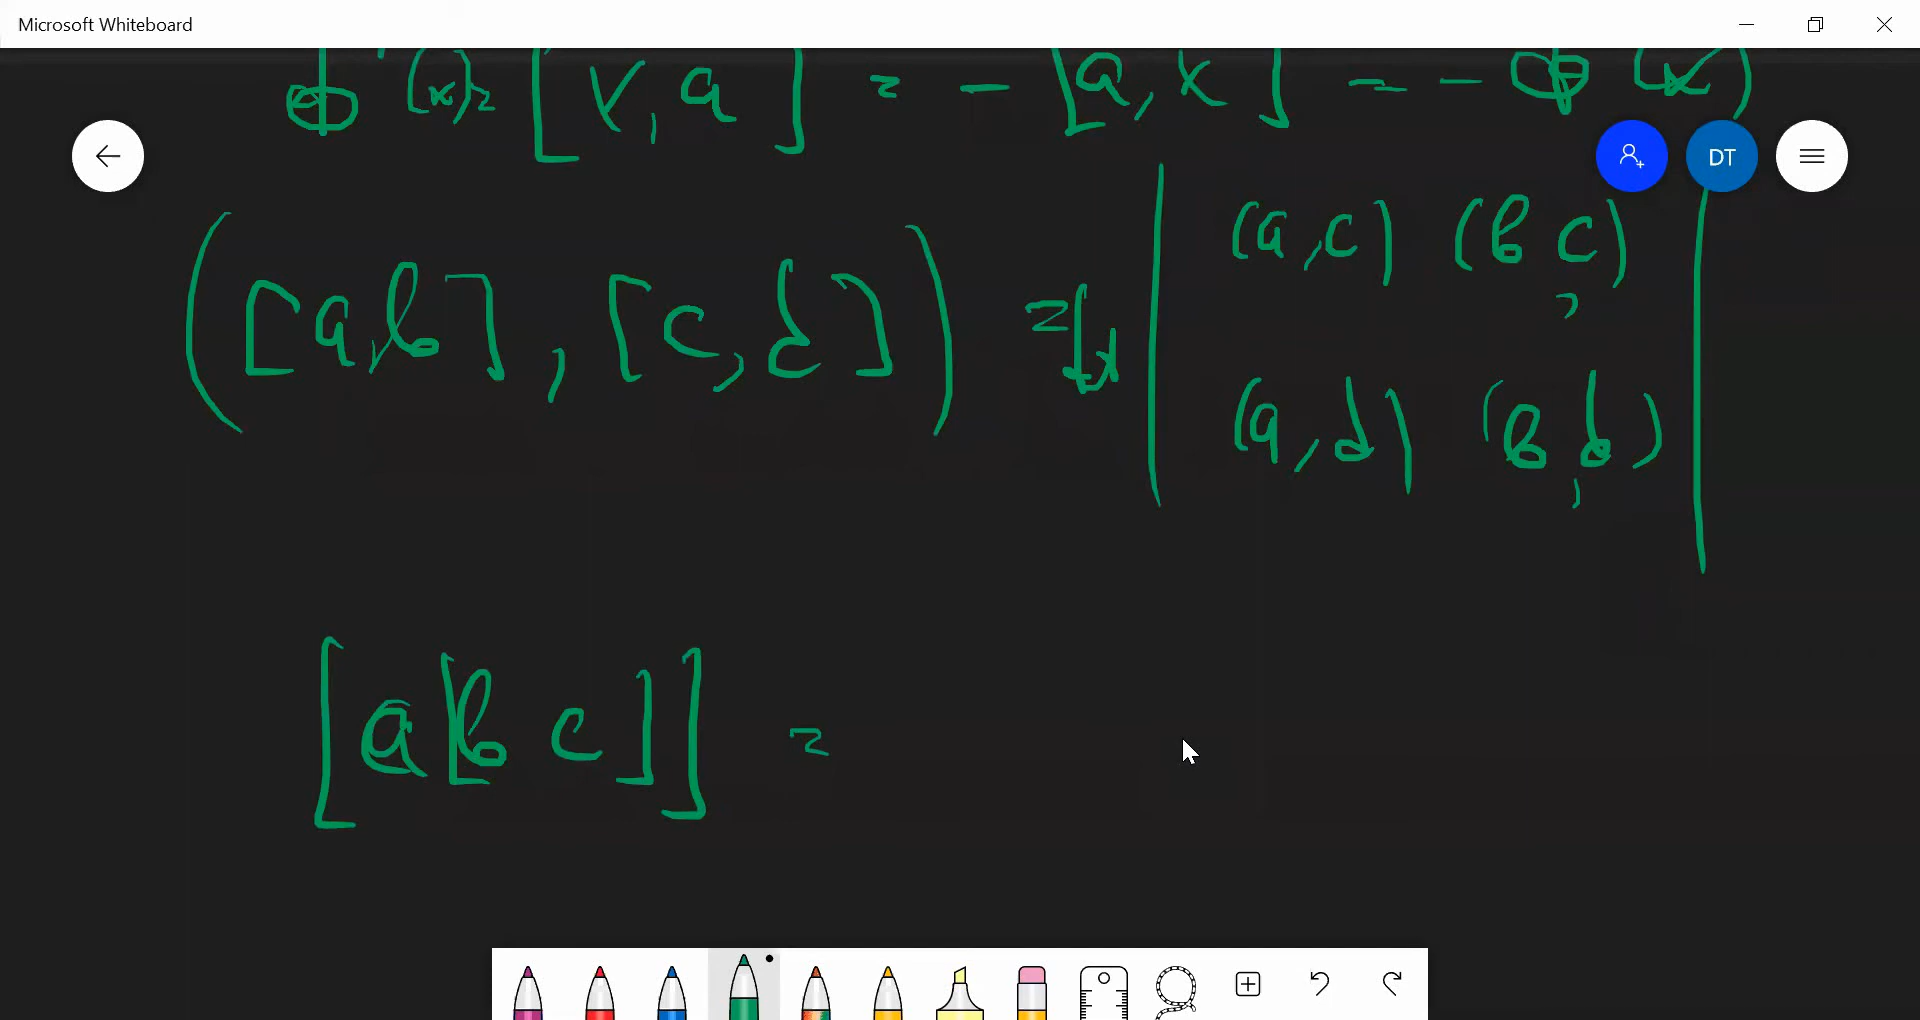 Microsoft Whiteboard
Φ (x) = [x, a] = - [a, x] = - Φ (x)
DT
([a,b], [c,d]) = | (a,c) (b,c)
(a,d) (b,d) |
[a[b c]] =